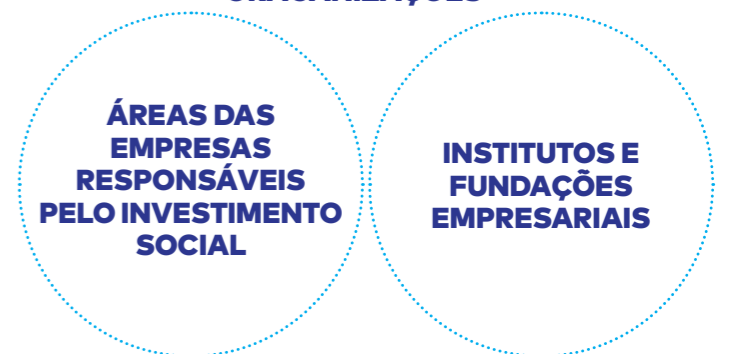 ÁREAS DAS
EMPRESAS
RESPONSÁVEIS
PELO INVESTIMENTO
SOCIAL
INSTITUTOS E
FUNDAÇÕES
EMPRESARIAIS